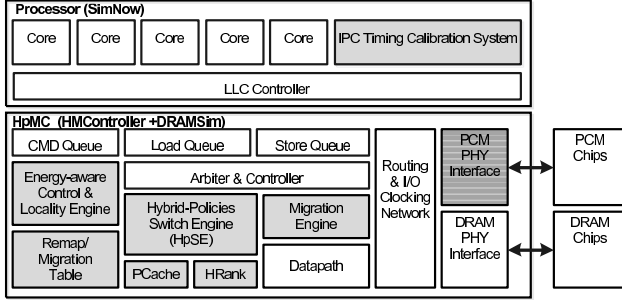 Processor (SimNow)
Core Core Core Core Core IPC Timing Calibration System
LLC Controller
HpMC (HMController +DRAMSim)
CMD Queue Load Queue Store Queue
Energy-aware
Control &
Locality Engine
Remap/
Migration
Table
Arbiter & Controller
Hybrid-Policies
Switch Engine
(HpSE)
PCache HRank
Migration
Engine
Datapath
Routing
& I/O
Clocking
Network
PCM
PHY
Interface
DRAM
PHY
Interface
PCM
Chips
DRAM
Chips